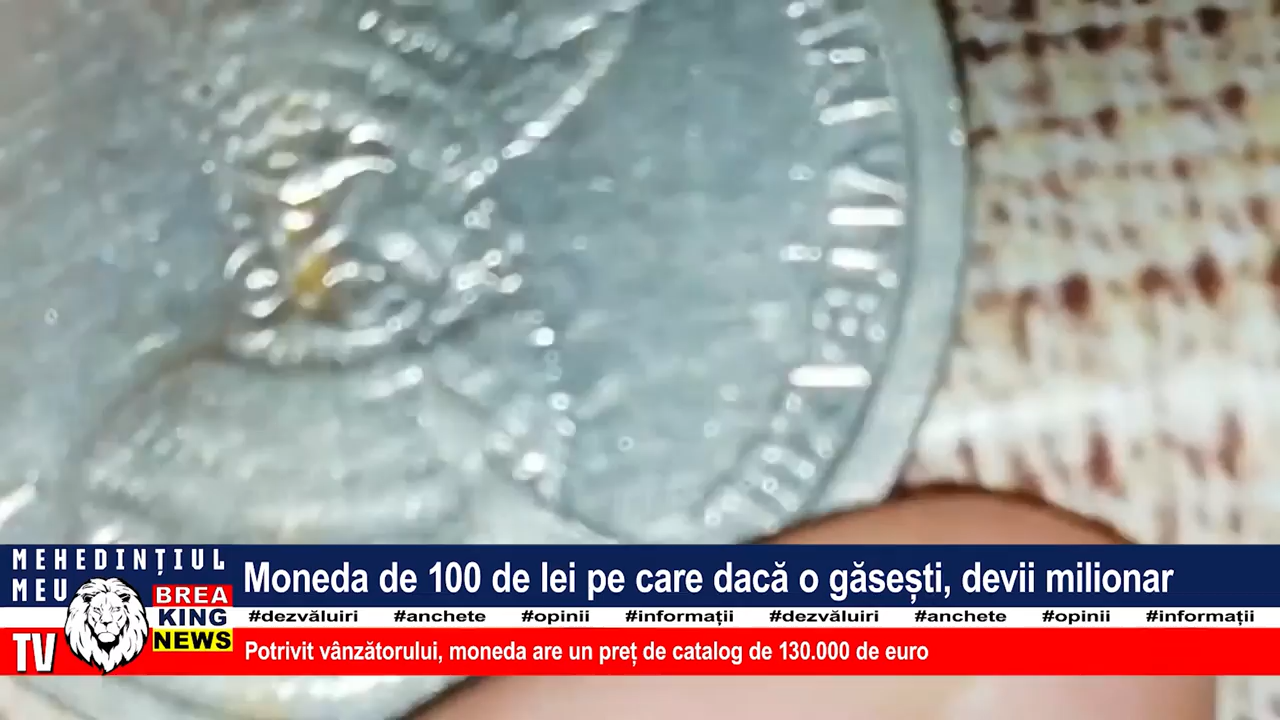 MEHEDINȚIUL
MEU
TV
BREA
KING
NEWS
Moneda de 100 de lei pe care dacă o găsești, devii milionar
#dezvăluiri #anchete #opinii #informații #dezvăluiri #anchete #opinii #informații
Potrivit vânzătorului, moneda are un preț de catalog de 130.000 de euro